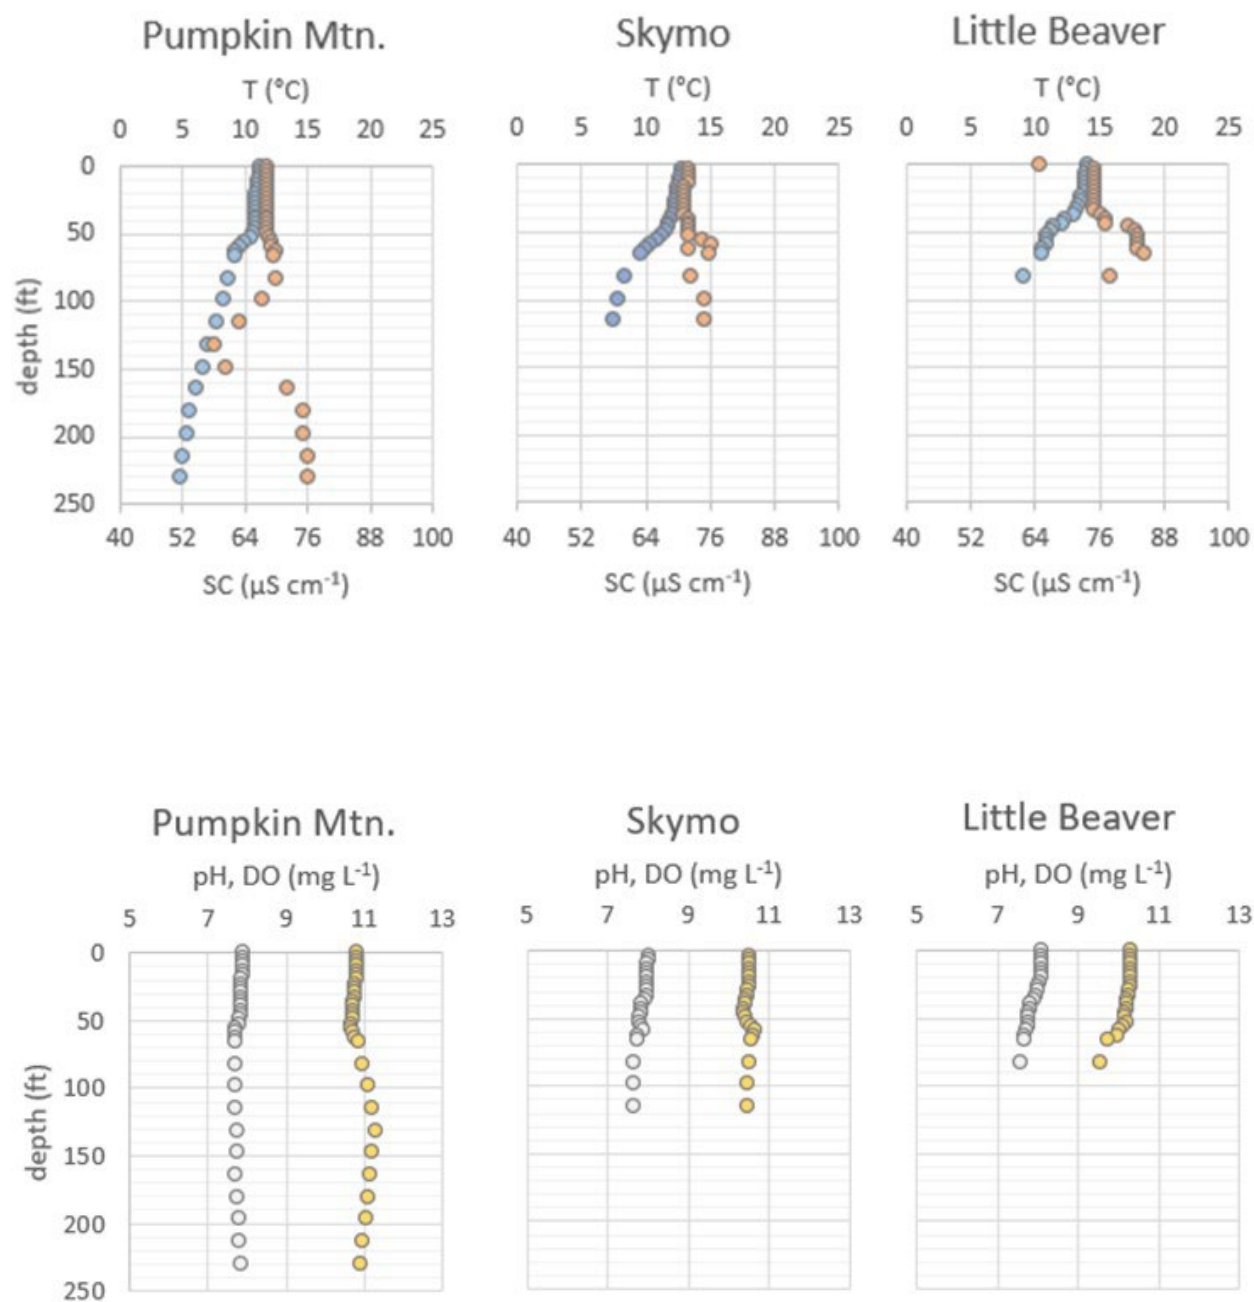 Pumpkin Mtn. Skymo Little Beaver
T (°C) T (°C) T (°C)
0 5 10 15 20 25 0 5 10 15 20 25 0 5 10 15 20 25
0
50
100
150
200
250
depth (ft)
40 52 64 76 88 100 40 52 64 76 88 100 40 52 64 76 88 100
SC (µS cm⁻¹) SC (µS cm⁻¹) SC (µS cm⁻¹)
Pumpkin Mtn. Skymo Little Beaver
pH, DO (mg L⁻¹) pH, DO (mg L⁻¹) pH, DO (mg L⁻¹)
5 7 9 11 13 5 7 9 11 13 5 7 9 11 13
0
50
100
150
200
250
depth (ft)